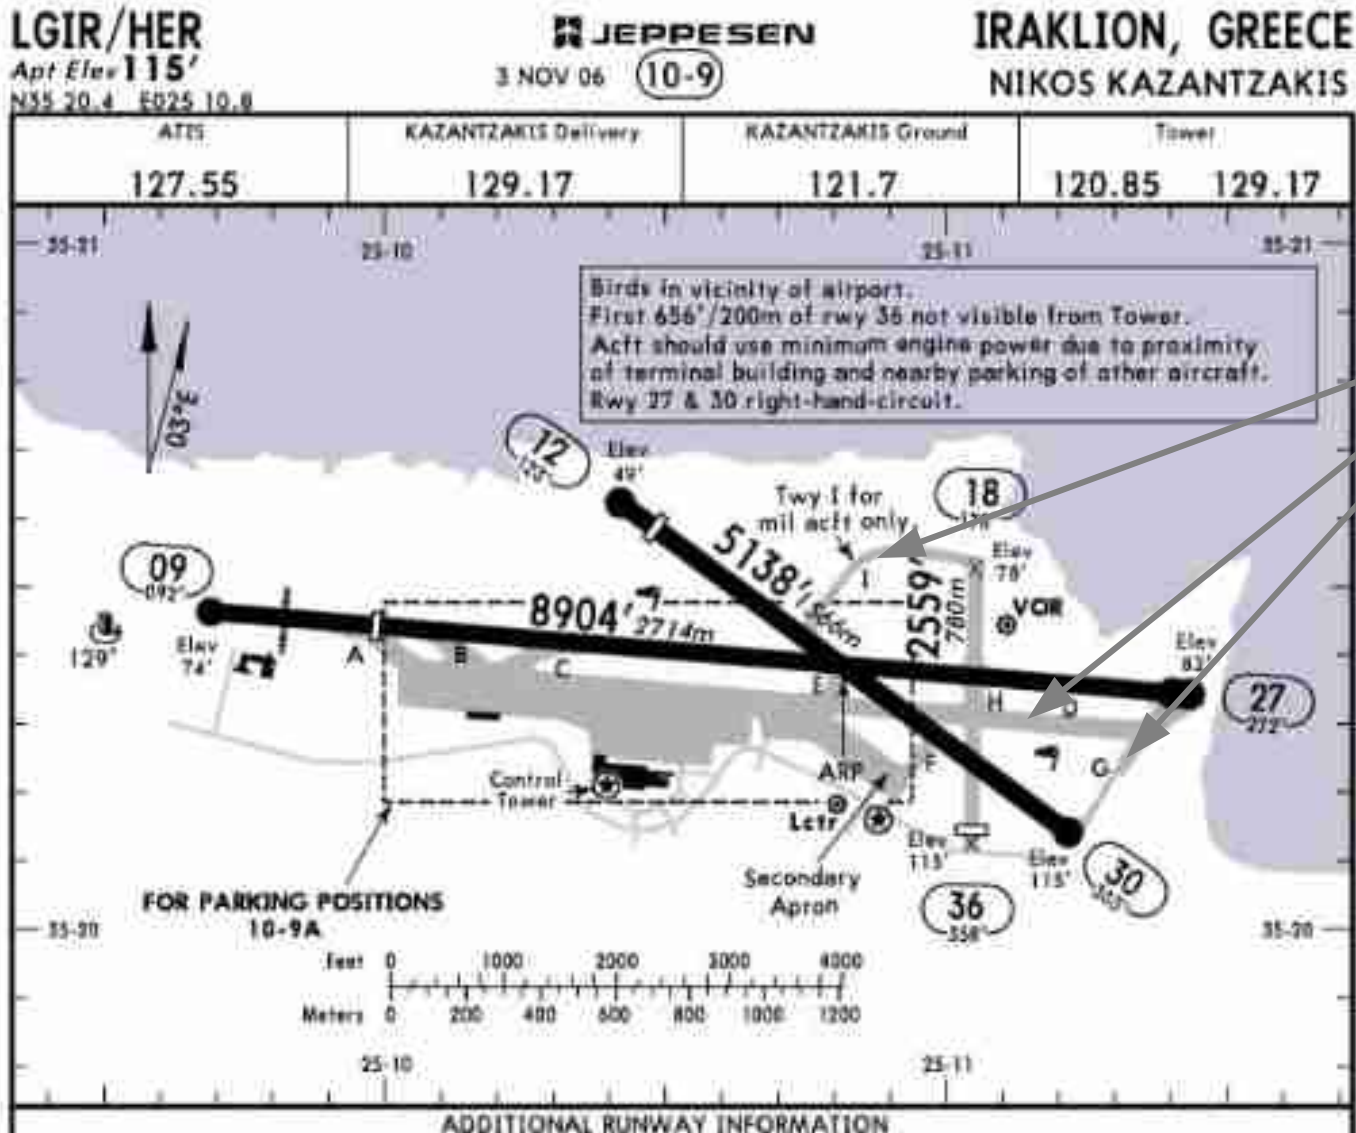 LGIR/HER
JEPPESEN
IRAKLION, GREECE
Apt Elev 115'
3 NOV 06
10-9
NIKOS KAZANTZAKIS
N35 20.4 E025 10.8
ATIS
KAZANTZAKIS Delivery
KAZANTZAKIS Ground
Tower
127.55
129.17
121.7
120.85 129.17
35-21
25-10
25-11
35-21
Birds in vicinity of airport.
First 656'/200m of rwy 36 not visible from Tower.
Acft should use minimum engine power due to proximity
of terminal building and nearby parking of other aircraft.
Rwy 27 & 30 right-hand-circuit.
03°E
12
Elev
49'
Twy I for
mil acft only
18
09
092°
5138'
1566m
I
Elev
78'
VOR
8904'
2714m
2559'
780m
129°
Elev
74'
A
B
C
E
H
Elev
82'
27
272°
ARP
F
G
Control
Tower
Lctr
Elev
115'
Elev
115'
30
Secondary
Apron
36
358°
FOR PARKING POSITIONS
10-9A
35-20
35-20
Feet 0 1000 2000 3000 4000
Meters 0 200 400 600 800 1000 1200
25-10
25-11
ADDITIONAL RUNWAY INFORMATION